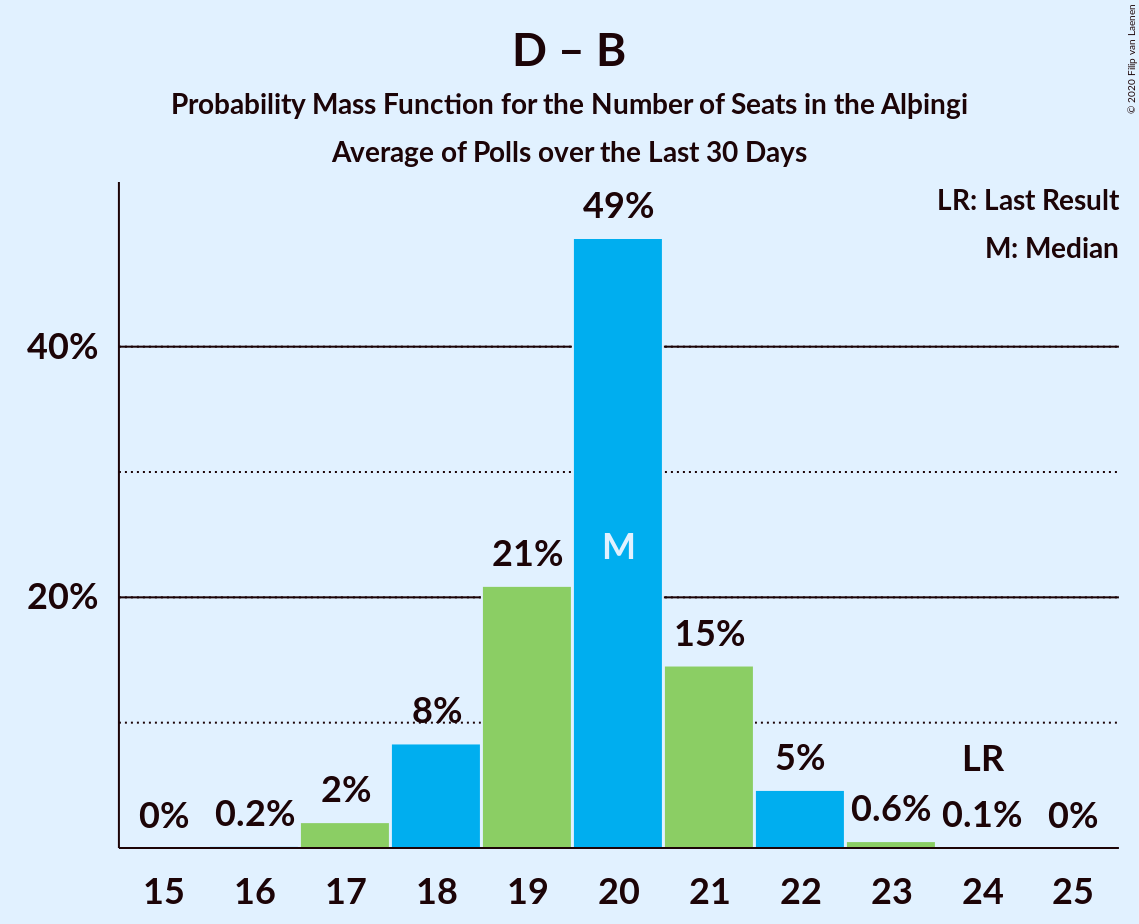 D – B
Probability Mass Function for the Number of Seats in the Alþingi
Average of Polls over the Last 30 Days
© 2020 Filip van Laenen
LR: Last Result
M: Median
40%
20%
0%
0.2%
2%
8%
21%
49%
M
15%
5%
0.6%
LR
0.1%
0%
15 16 17 18 19 20 21 22 23 24 25